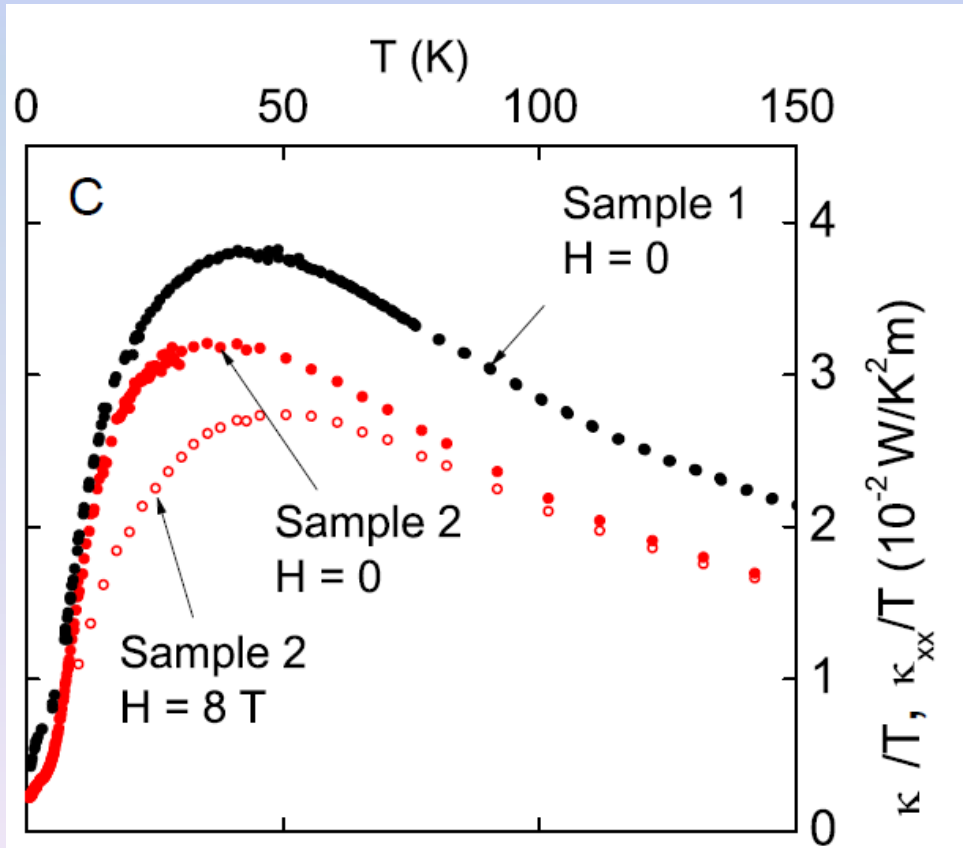 T (K)
0 50 100 150
C
Sample 1
H = 0
4
3
Sample 2
H = 0
2
Sample 2
H = 8 T
1
0
κ /T, κxx/T (10-2 W/K2m)